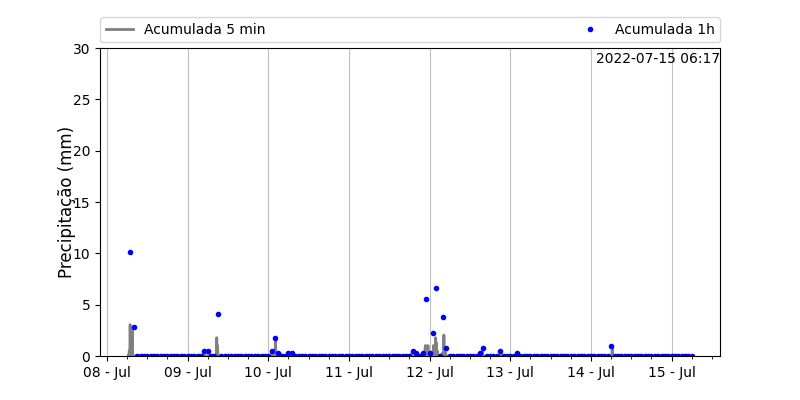 Acumulada 5 min
Acumulada 1h
2022-07-15 06:17
Precipitação (mm)
30
25
20
15
10
5
0
08 - Jul
09 - Jul
10 - Jul
11 - Jul
12 - Jul
13 - Jul
14 - Jul
15 - Jul